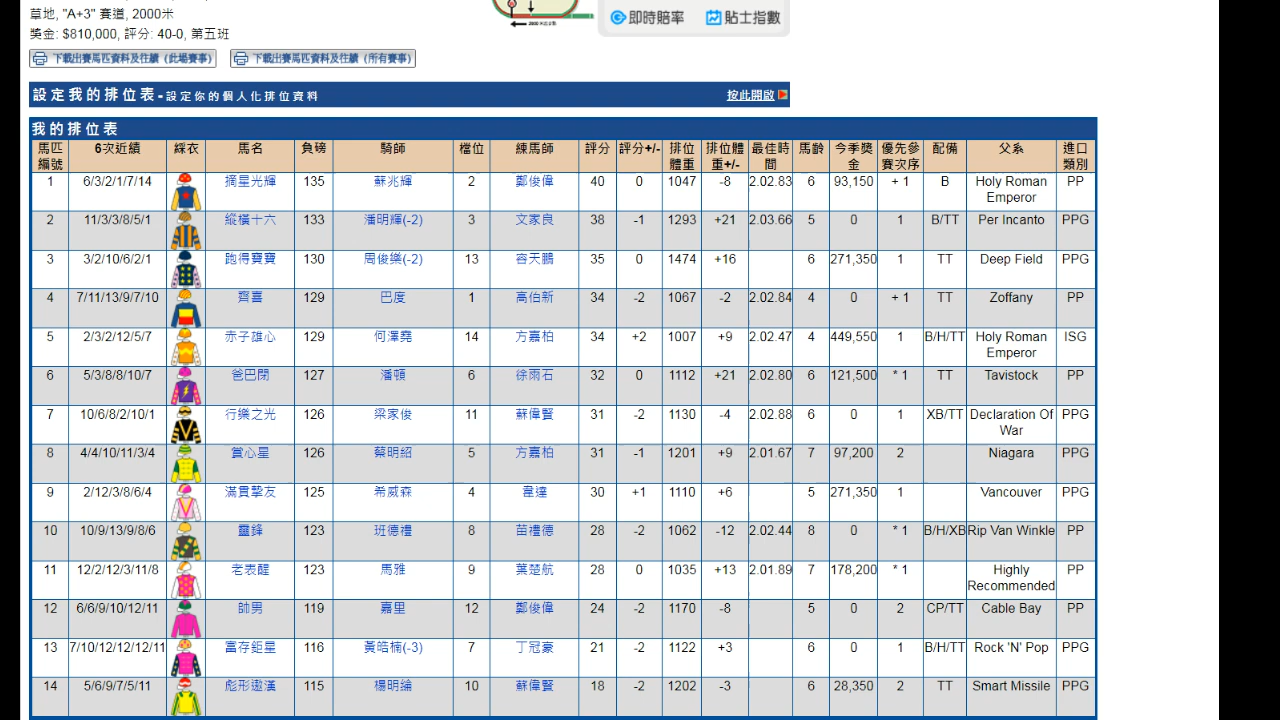 草地, "A+3" 賽道, 2000米
獎金: $810,000, 評分: 40-0, 第五班
2000 米起點
即時賠率 貼士指數
下載出賽馬匹資料及往績 (此場賽事) 下載出賽馬匹資料及往績 (所有賽事)
設定我的排位表 - 設定你的個人化排位資料 按此開啟
我的排位表
馬匹編號 6次近績 綵衣 馬名 負磅 騎師 檔位 練馬師 評分 評分+/- 排位體重 排位體重+/- 最佳時間 馬齡 今季獎金 優先參賽次序 配備 父系 進口類別
1 6/3/2/1/7/14 摘星光輝 135 蘇兆輝 2 鄭俊偉 40 0 1047 -8 2.02.83 6 93,150 + 1 B Holy Roman Emperor PP
2 11/3/3/8/5/1 縱橫十六 133 潘明輝(-2) 3 文家良 38 -1 1293 +21 2.03.66 5 0 1 B/TT Per Incanto PPG
3 3/2/10/6/2/1 跑得寶寶 130 周俊樂(-2) 13 容天鵬 35 0 1474 +16 6 271,350 1 TT Deep Field PPG
4 7/11/13/9/7/10 齊喜 129 巴度 1 高伯新 34 -2 1067 -2 2.02.84 4 0 + 1 TT Zoffany PP
5 2/3/2/12/5/7 赤子雄心 129 何澤堯 14 方嘉柏 34 +2 1007 +9 2.02.47 4 449,550 1 B/H/TT Holy Roman Emperor ISG
6 5/3/8/8/10/7 爸巴閉 127 潘頓 6 徐雨石 32 0 1112 +21 2.02.80 6 121,500 * 1 TT Tavistock PP
7 10/6/8/2/10/1 行樂之光 126 梁家俊 11 蘇偉賢 31 -2 1130 -4 2.02.88 6 0 1 XB/TT Declaration Of War PPG
8 4/4/10/11/3/4 賞心星 126 蔡明紹 5 方嘉柏 31 -1 1201 +9 2.01.67 7 97,200 2 Niagara PPG
9 2/12/3/8/6/4 滿貫摯友 125 希威森 4 韋達 30 +1 1110 +6 5 271,350 1 Vancouver PPG
10 10/9/13/9/8/6 靈鋒 123 班德禮 8 苗禮德 28 -2 1062 -12 2.02.44 8 0 * 1 B/H/XB Rip Van Winkle PP
11 12/2/12/3/11/8 老表醒 123 馬雅 9 葉楚航 28 0 1035 +13 2.01.89 7 178,200 * 1 Highly Recommended PP
12 6/6/9/10/12/11 帥男 119 嘉里 12 鄭俊偉 24 -2 1170 -8 5 0 2 CP/TT Cable Bay PP
13 7/10/12/12/12/11 富存鉅星 116 黃皓楠(-3) 7 丁冠豪 21 -2 1122 +3 6 0 1 B/H/TT Rock 'N' Pop PPG
14 5/6/9/7/5/11 彪形遨漢 115 楊明綸 10 蘇偉賢 18 -2 1202 -3 6 28,350 2 TT Smart Missile PPG